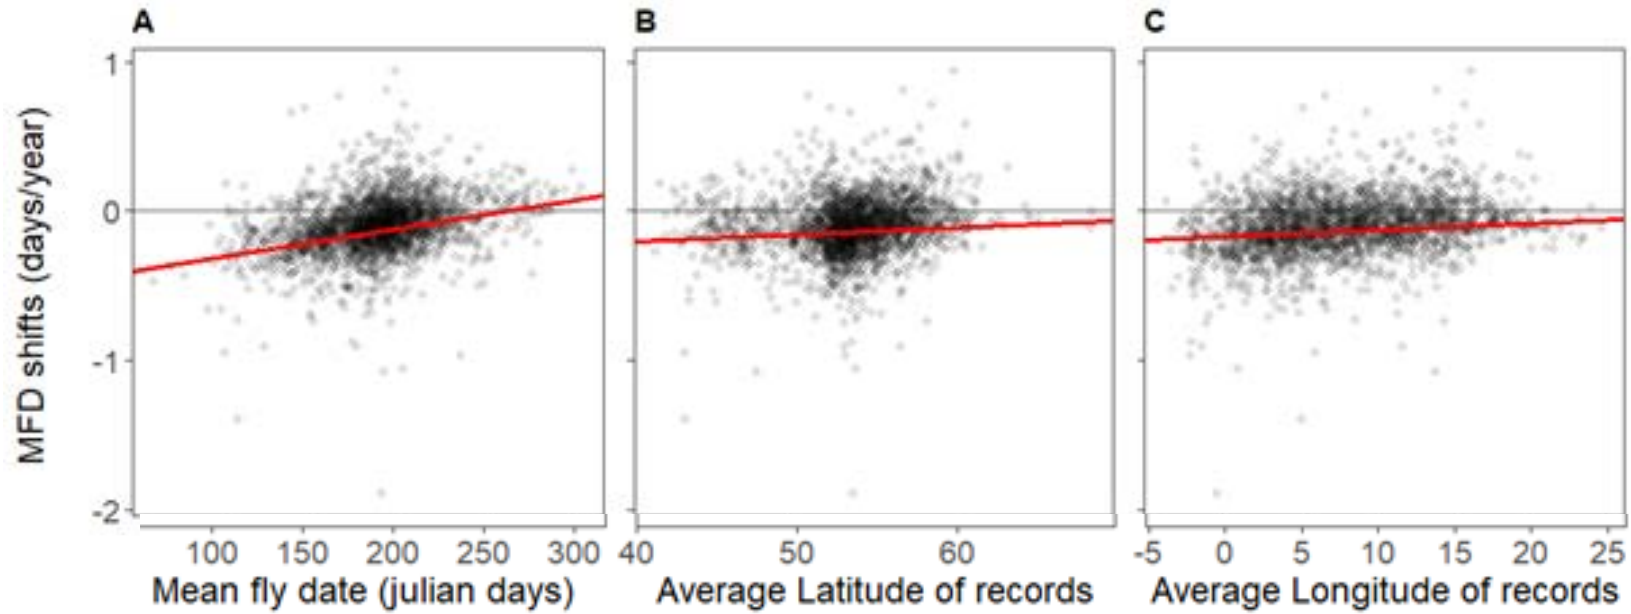 A B C
MFD shifts (days/year)
1
0
-1
-2
100 150 200 250 300
Mean fly date (julian days)
40 50 60
Average Latitude of records
-5 0 5 10 15 20 25
Average Longitude of records